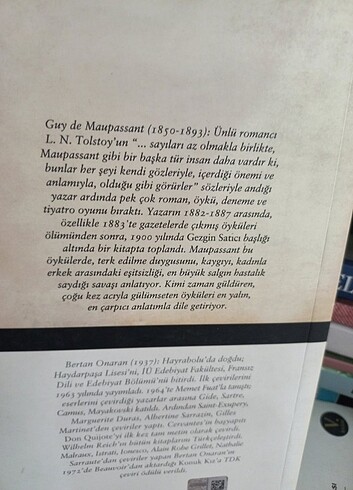 Guy de Maupassant (1850-1893): Ünlü romancı
L. N. Tolstoy'un "... sayıları az olmakla birlikte,
Maupassant gibi bir başka tür insan daha vardır ki,
bunlar her şeyi kendi gözleriyle, içerdiği önemi ve
anlamıyla, olduğu gibi görürler" sözleriyle andığı
yazar ardında pek çok roman, öykü, deneme ve
tiyatro oyunu bıraktı. Yazarın 1882-1887 arasında,
özellikle 1883'te gazetelerde çıkmış öyküleri
ölümünden sonra, 1900 yılında Gezgin Satıcı başlığı
altında bir kitapta toplandı. Maupassant bu
öykülerde, terk edilme duygusunu, kaygıyı, kadınla
erkek arasındaki eşitsizliği, en büyük salgın hastalık
saydığı savaşı anlatıyor. Kimi zaman güldüren,
çoğu kez acıyla gülümseten öyküleri en yalın,
en çarpıcı anlatımla dile getiriyor.
Bertan Onaran (1937): Hayrabolu'da doğdu;
Haydarpaşa Lisesi'ni, İÜ Edebiyat Fakültesi, Fransız
Dili ve Edebiyat Bölümü'nü bitirdi. İlk çevirilerini
1963 yılında yayımladı. 1964'te Memet Fuat'la tanıştı;
eserlerini çevirdiği yazarlar arasına Gide, Sartre,
Camus, Mayakovski katıldı. Ardından Saint-Exupery,
Marguerite Duras, Albertine Sarrazin, Gilles
Martinet'den çeviriler yaptı. Cervantes'in başyapıtı
Don Quijote'yi ilk kez tam metin olarak çevirdi.
Wilhelm Reich'ın bütün kitaplarını Türkçeleştirdi.
Malraux, Istrati, Ionesco, Alain Robe Grillet, Nathalie
Sarraute'dan çeviriler yapan Bertan Onaran'ın
1972'de Beauvoir'dan aktardığı Konuk Kız'a TDK
çeviri ödülü verildi.